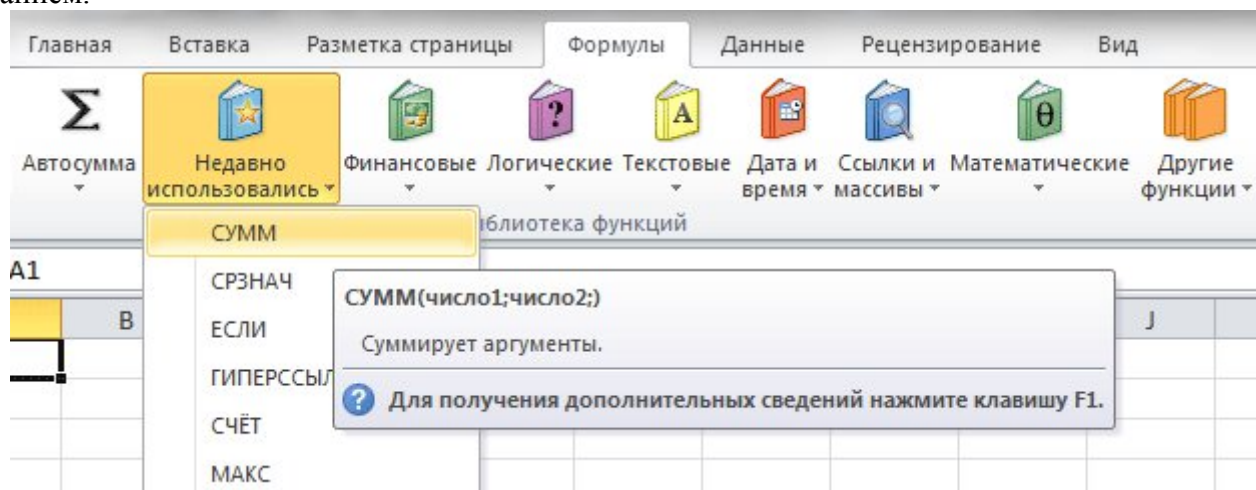 Главная Вставка Разметка страницы Формулы Данные Рецензирование Вид
Σ ? A θ
Автосумма Недавно использовались Финансовые Логические Текстовые Дата и время Ссылки и массивы Математические Другие функции
СУММ
A1
СРЗНАЧ
СУММ(число1;число2;)
B J
ЕСЛИ
Суммирует аргументы.
? Для получения дополнительных сведений нажмите клавишу F1.
СЧЁТ
МАКС
функций